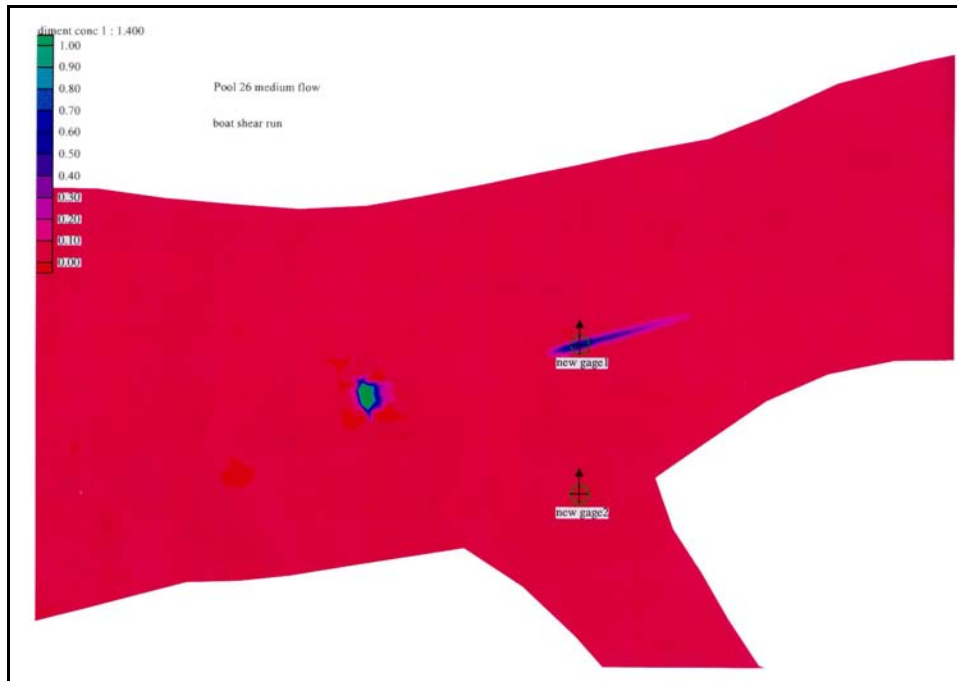 diment conc 1 : 1.400
1.00
0.90
0.80
0.70
0.60
0.50
0.40
0.30
0.20
0.10
0.00
Pool 26 medium flow
boat shear run
new gage1
new gage2